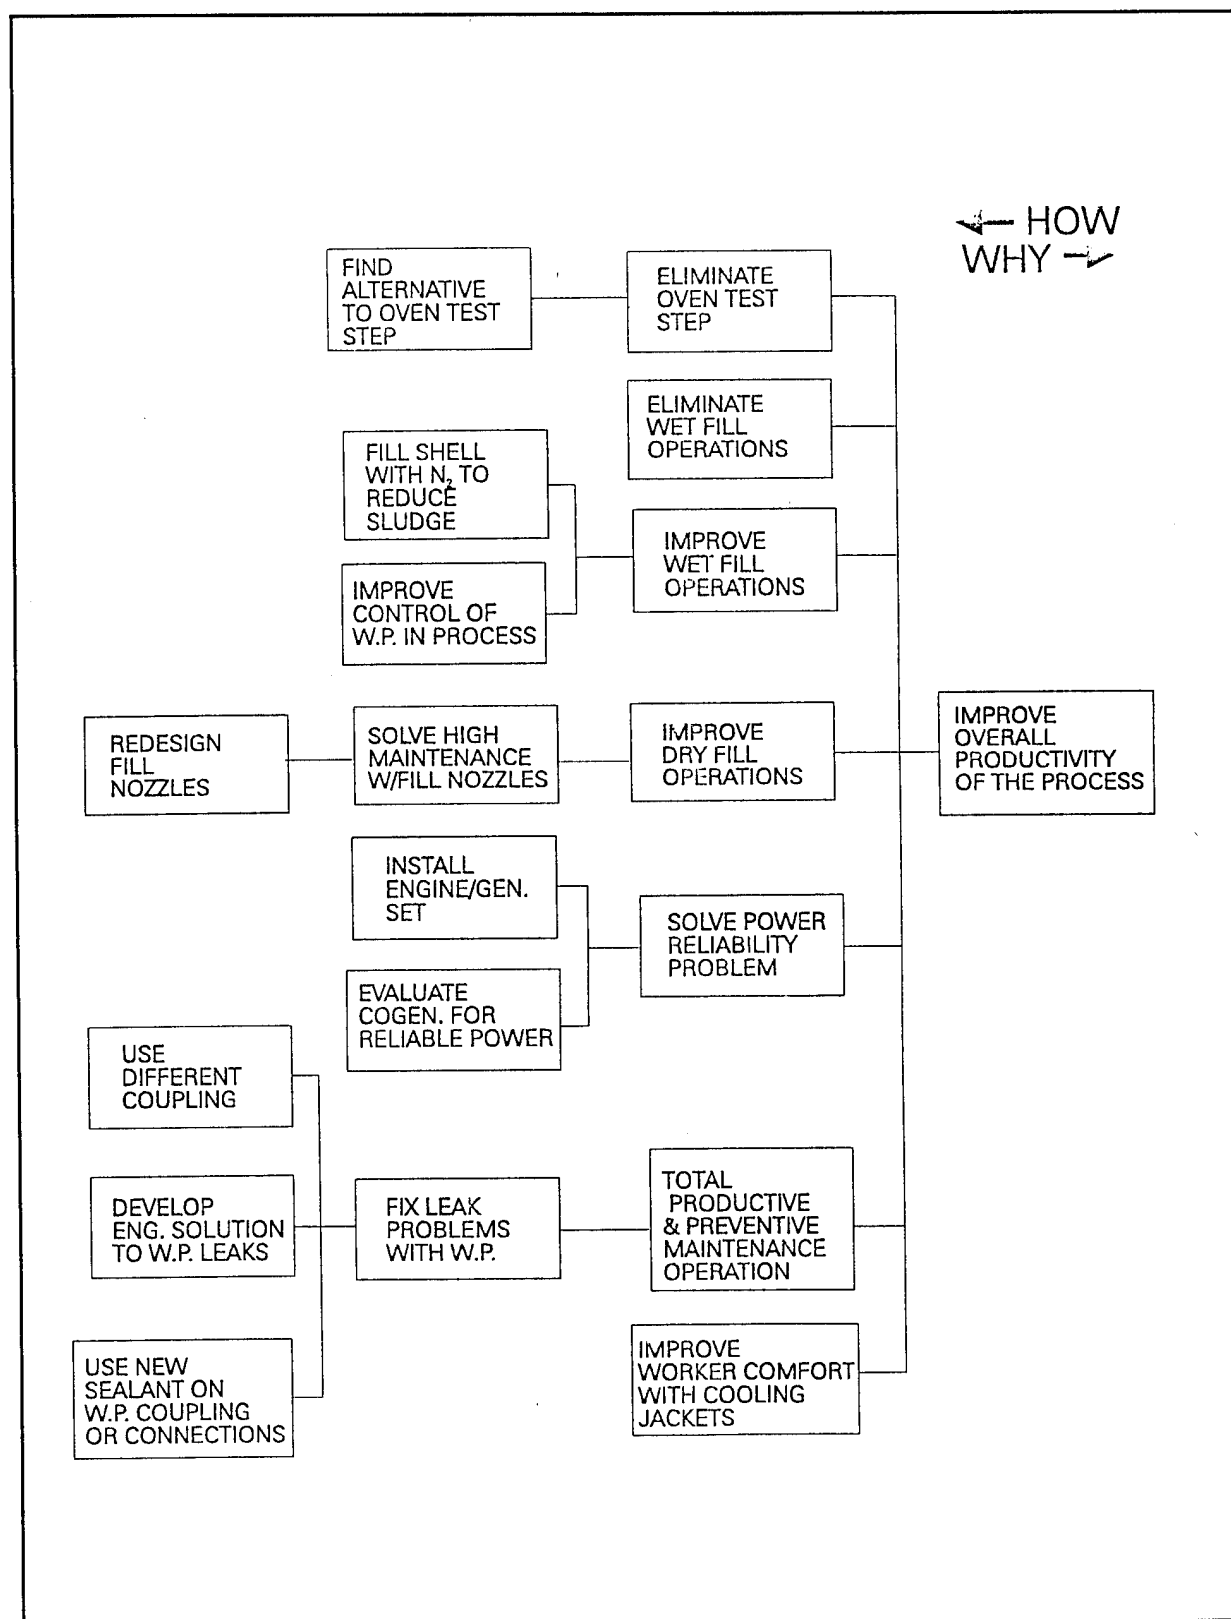 ← HOW
WHY →
FIND
ALTERNATIVE
TO OVEN TEST
STEP
ELIMINATE
OVEN TEST
STEP
ELIMINATE
WET FILL
OPERATIONS
FILL SHELL
WITH N₂ TO
REDUCE
SLUDGE
IMPROVE
WET FILL
OPERATIONS
IMPROVE
CONTROL OF
W.P. IN PROCESS
REDESIGN
FILL
NOZZLES
SOLVE HIGH
MAINTENANCE
W/FILL NOZZLES
IMPROVE
DRY FILL
OPERATIONS
IMPROVE
OVERALL
PRODUCTIVITY
OF THE PROCESS
INSTALL
ENGINE/GEN.
SET
SOLVE POWER
RELIABILITY
PROBLEM
EVALUATE
COGEN. FOR
RELIABLE POWER
USE
DIFFERENT
COUPLING
DEVELOP
ENG. SOLUTION
TO W.P. LEAKS
FIX LEAK
PROBLEMS
WITH W.P.
TOTAL
PRODUCTIVE
& PREVENTIVE
MAINTENANCE
OPERATION
USE NEW
SEALANT ON
W.P. COUPLING
OR CONNECTIONS
IMPROVE
WORKER COMFORT
WITH COOLING
JACKETS